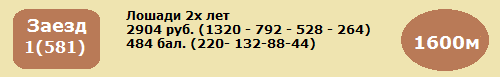 Заезд
1(581)
Лошади 2х лет
2904 руб. (1320 - 792 - 528 - 264)
484 бал. (220- 132-88-44)
1600м